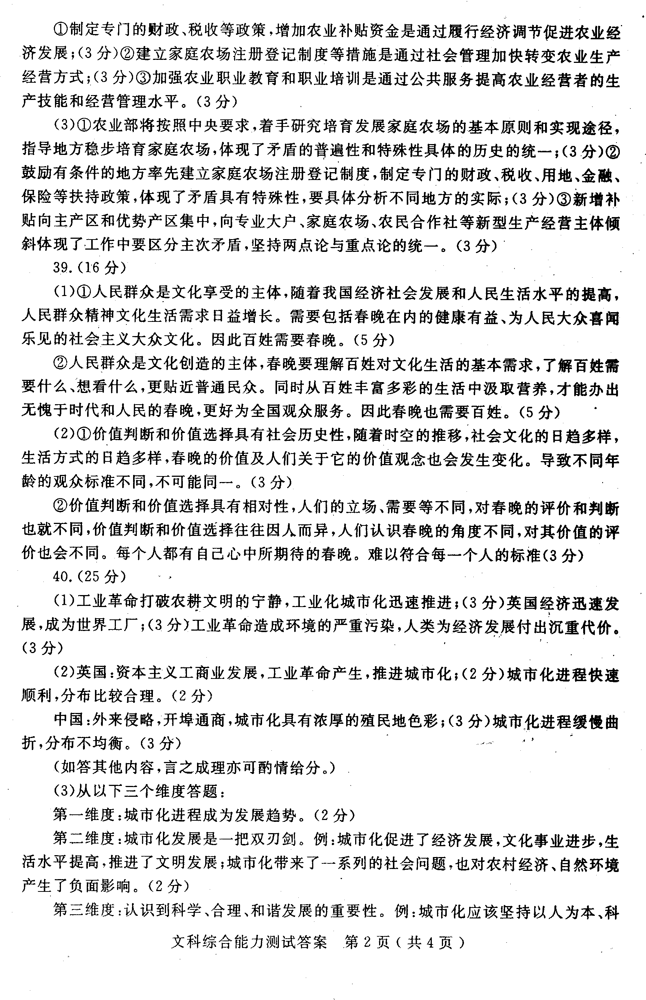 ①制定专门的财政、税收等政策,增加农业补贴资金是通过履行经济调节促进农业经
济发展;(3 分)②建立家庭农场注册登记制度等措施是通过社会管理加快转变农业生产
经营方式;(3 分)③加强农业职业教育和职业培训是通过公共服务提高农业经营者的生
产技能和经营管理水平。(3 分)
(3)①农业部将按照中央要求,着手研究培育发展家庭农场的基本原则和实现途径,
指导地方稳步培育家庭农场,体现了矛盾的普遍性和特殊性具体的历史的统一;(3 分)②
鼓励有条件的地方率先建立家庭农场注册登记制度,制定专门的财政、税收、用地、金融、
保险等扶持政策,体现了矛盾具有特殊性,要具体分析不同地方的实际;(3 分)③新增补
贴向主产区和优势产区集中,向专业大户、家庭农场、农民合作社等新型生产经营主体倾
斜体现了工作中要区分主次矛盾,坚持两点论与重点论的统一。(3 分)
39.(16 分)
(1)①人民群众是文化享受的主体,随着我国经济社会发展和人民生活水平的提高,
人民群众精神文化生活需求日益增长。需要包括春晚在内的健康有益、为人民大众喜闻
乐见的社会主义大众文化。因此百姓需要春晚。(5 分)
②人民群众是文化创造的主体,春晚要理解百姓对文化生活的基本需求,了解百姓需
要什么、想看什么,更贴近普通民众。同时从百姓丰富多彩的生活中汲取营养,才能办出
无愧于时代和人民的春晚,更好为全国观众服务。因此春晚也需要百姓。(5 分)
(2)①价值判断和价值选择具有社会历史性,随着时空的推移,社会文化的日趋多样,
生活方式的日趋多样,春晚的价值及人们关于它的价值观念也会发生变化。导致不同年
龄的观众标准不同,不可能同一。(3 分)
②价值判断和价值选择具有相对性,人们的立场、需要等不同,对春晚的评价和判断
也就不同,价值判断和价值选择往往因人而异,人们认识春晚的角度不同,对其价值的评
价也会不同。每个人都有自己心中所期待的春晚。难以符合每一个人的标准(3 分)
40.(25 分)
(1)工业革命打破农耕文明的宁静,工业化城市化迅速推进;(3 分)英国经济迅速发
展,成为世界工厂;(3 分)工业革命造成环境的严重污染,人类为经济发展付出沉重代价。
(3 分)
(2)英国:资本主义工商业发展,工业革命产生,推进城市化;(2 分)城市化进程快速
顺利,分布比较合理。(2 分)
中国:外来侵略,开埠通商,城市化具有浓厚的殖民地色彩;(3 分)城市化进程缓慢曲
折,分布不均衡。(3 分)
(如答其他内容,言之成理亦可酌情给分。)
(3)从以下三个维度答题:
第一维度:城市化进程成为发展趋势。(2 分)
第二维度:城市化发展是一把双刃剑。例:城市化促进了经济发展,文化事业进步,生
活水平提高,推进了文明发展;城市化带来了一系列的社会问题,也对农村经济、自然环境
产生了负面影响。(2 分)
第三维度:认识到科学、合理、和谐发展的重要性。例:城市化应该坚持以人为本、科
文科综合能力测试答案 第 2 页 ( 共 4 页 )